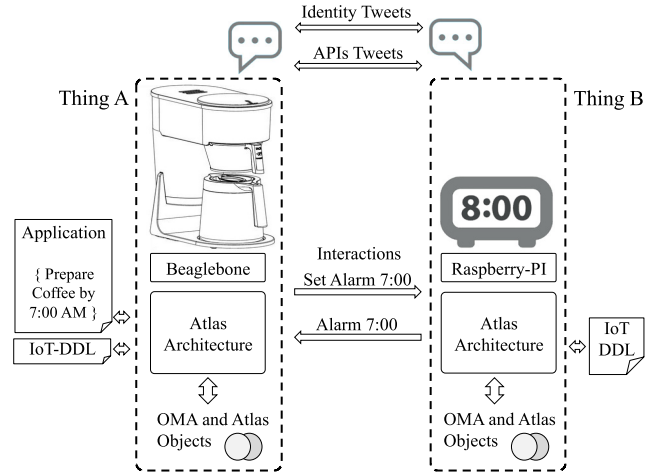 Identity Tweets
APIs Tweets
Thing A
Thing B
8:00
Application
{ Prepare
Coffee by
7:00 AM }
IoT-DDL
Beaglebone
Atlas
Architecture
OMA and Atlas
Objects
Interactions
Set Alarm 7:00
Alarm 7:00
Raspberry-PI
Atlas
Architecture
OMA and Atlas
Objects
IoT
DDL